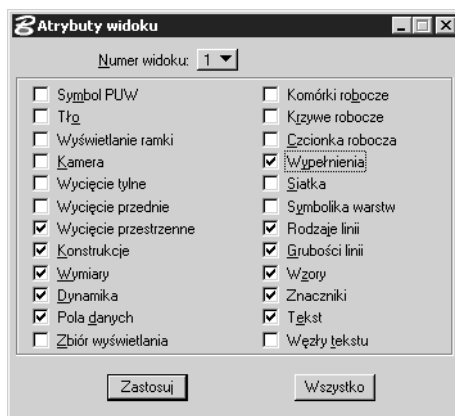 Atrybuty widoku
Numer widoku: 1
Symbol PUW
Tło
Wyświetlanie ramki
Kamera
Wycięcie tylne
Wycięcie przednie
Wycięcie przestrzenne
Konstrukcje
Wymiary
Dynamika
Pola danych
Zbiór wyświetlania
Komórki robocze
Krzywe robocze
Czcionka robocza
Wypełnienia
Siatka
Symbolika warstw
Rodzaje linii
Grubości linii
Wzory
Znaczniki
Tekst
Węzły tekstu
Zastosuj
Wszystko